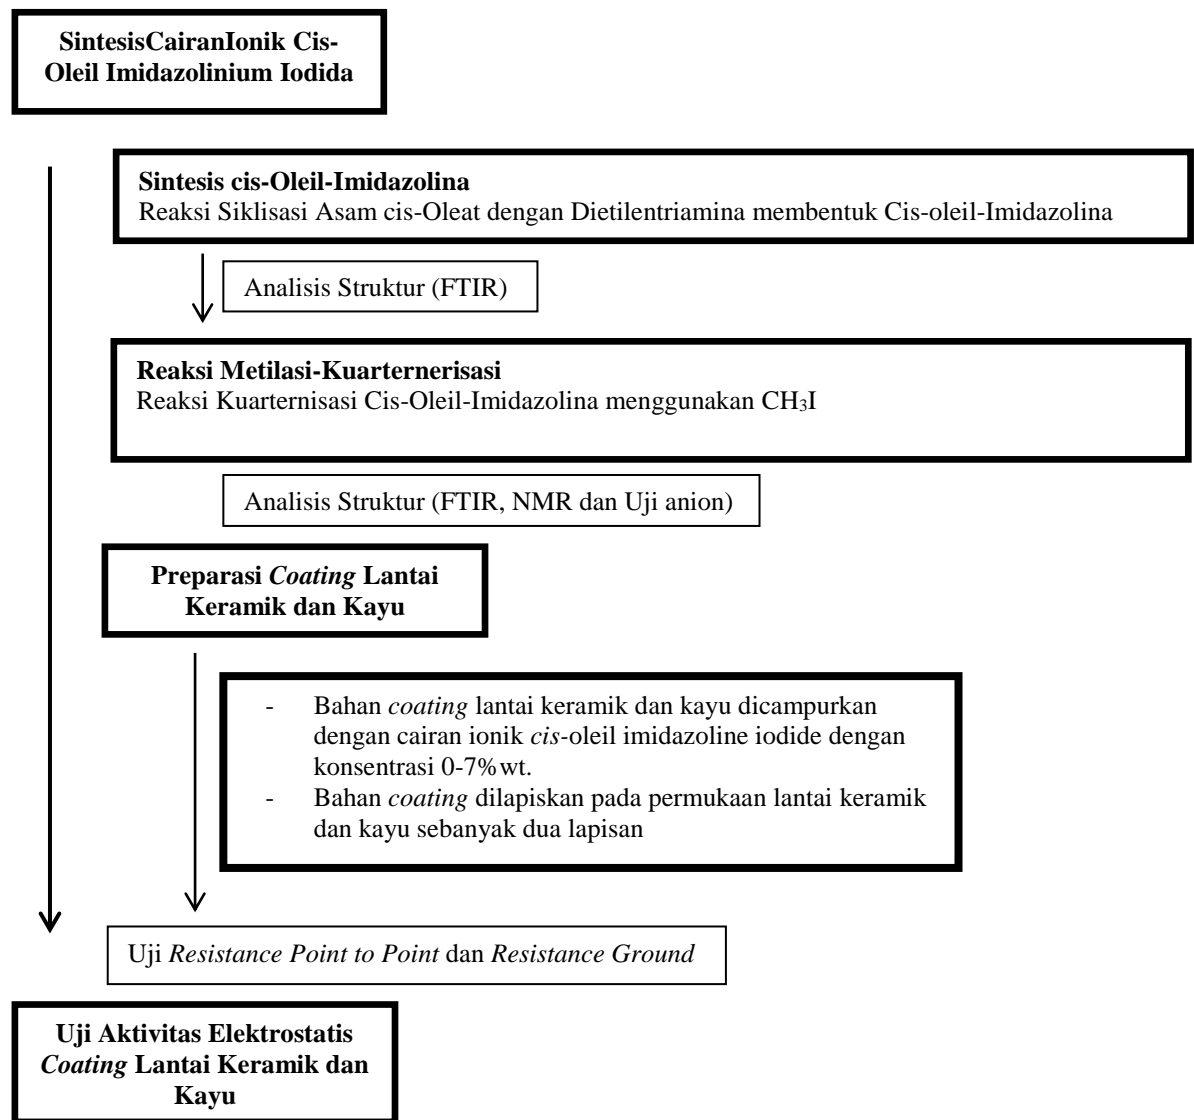 SintesisCairanIonik Cis-
Oleil Imidazolinium Iodida
Sintesis cis-Oleil-Imidazolina
Reaksi Siklisasi Asam cis-Oleat dengan Dietilentriamina membentuk Cis-oleil-Imidazolina
Analisis Struktur (FTIR)
Reaksi Metilasi-Kuarternerisasi
Reaksi Kuarternisasi Cis-Oleil-Imidazolina menggunakan CH₃I
Analisis Struktur (FTIR, NMR dan Uji anion)
Preparasi Coating Lantai
Keramik dan Kayu
- Bahan coating lantai keramik dan kayu dicampurkan
dengan cairan ionik cis-oleil imidazoline iodide dengan
konsentrasi 0-7%wt.
- Bahan coating dilapiskan pada permukaan lantai keramik
dan kayu sebanyak dua lapisan
Uji Resistance Point to Point dan Resistance Ground
Uji Aktivitas Elektrostatis
Coating Lantai Keramik dan
Kayu